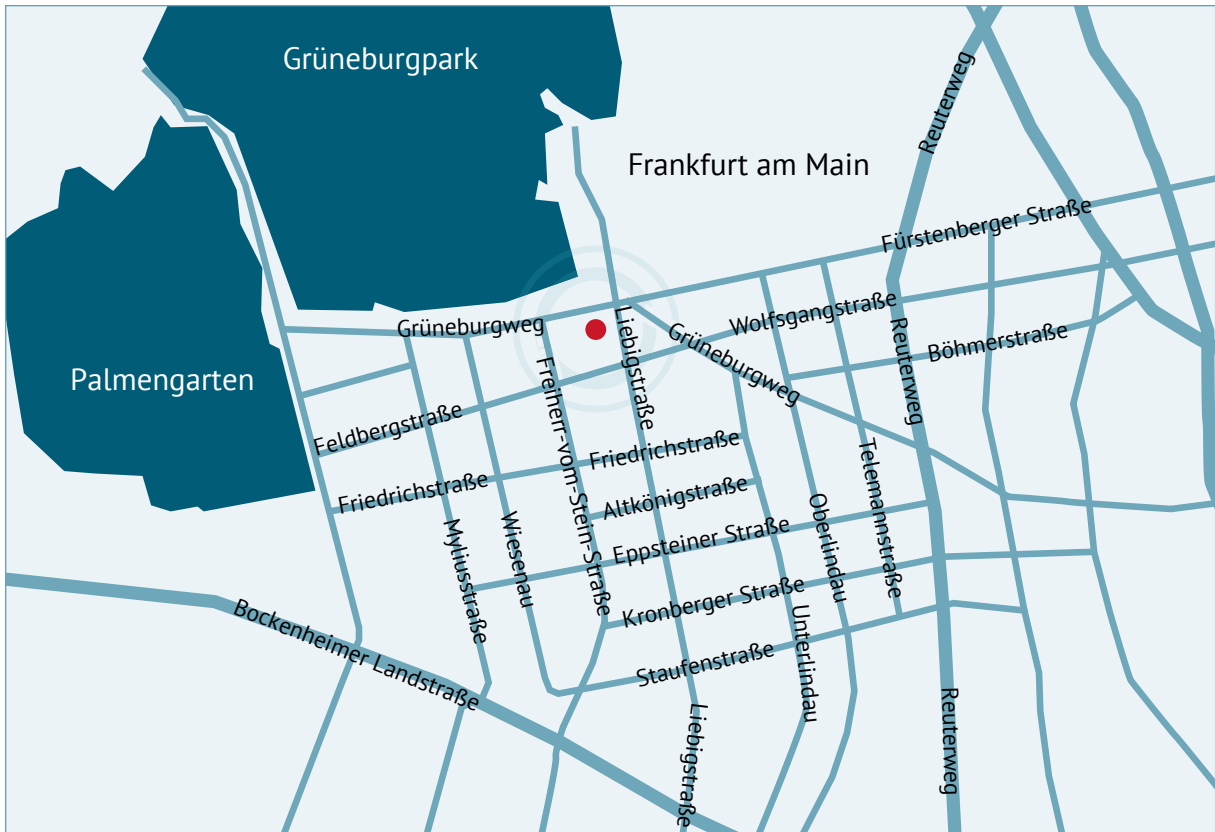 Grüneburgpark
Reuterweg
Frankfurt am Main
Fürstenberger Straße
Wolfsgangstraße
Grüneburgweg
Liebigstraße
Grüneburgweg
Reuterweg
Böhmerstraße
Palmengarten
Freiherr-vom-Stein-Straße
Feldbergstraße
Friedrichstraße
Friedrichstraße
Telemannstraße
Altkönigstraße
Oberlindau
Myliusstraße
Wiesenau
Eppsteiner Straße
Kronberger Straße
Unterlindau
Bockenheimer Landstraße
Staufenstraße
Liebigstraße
Reuterweg